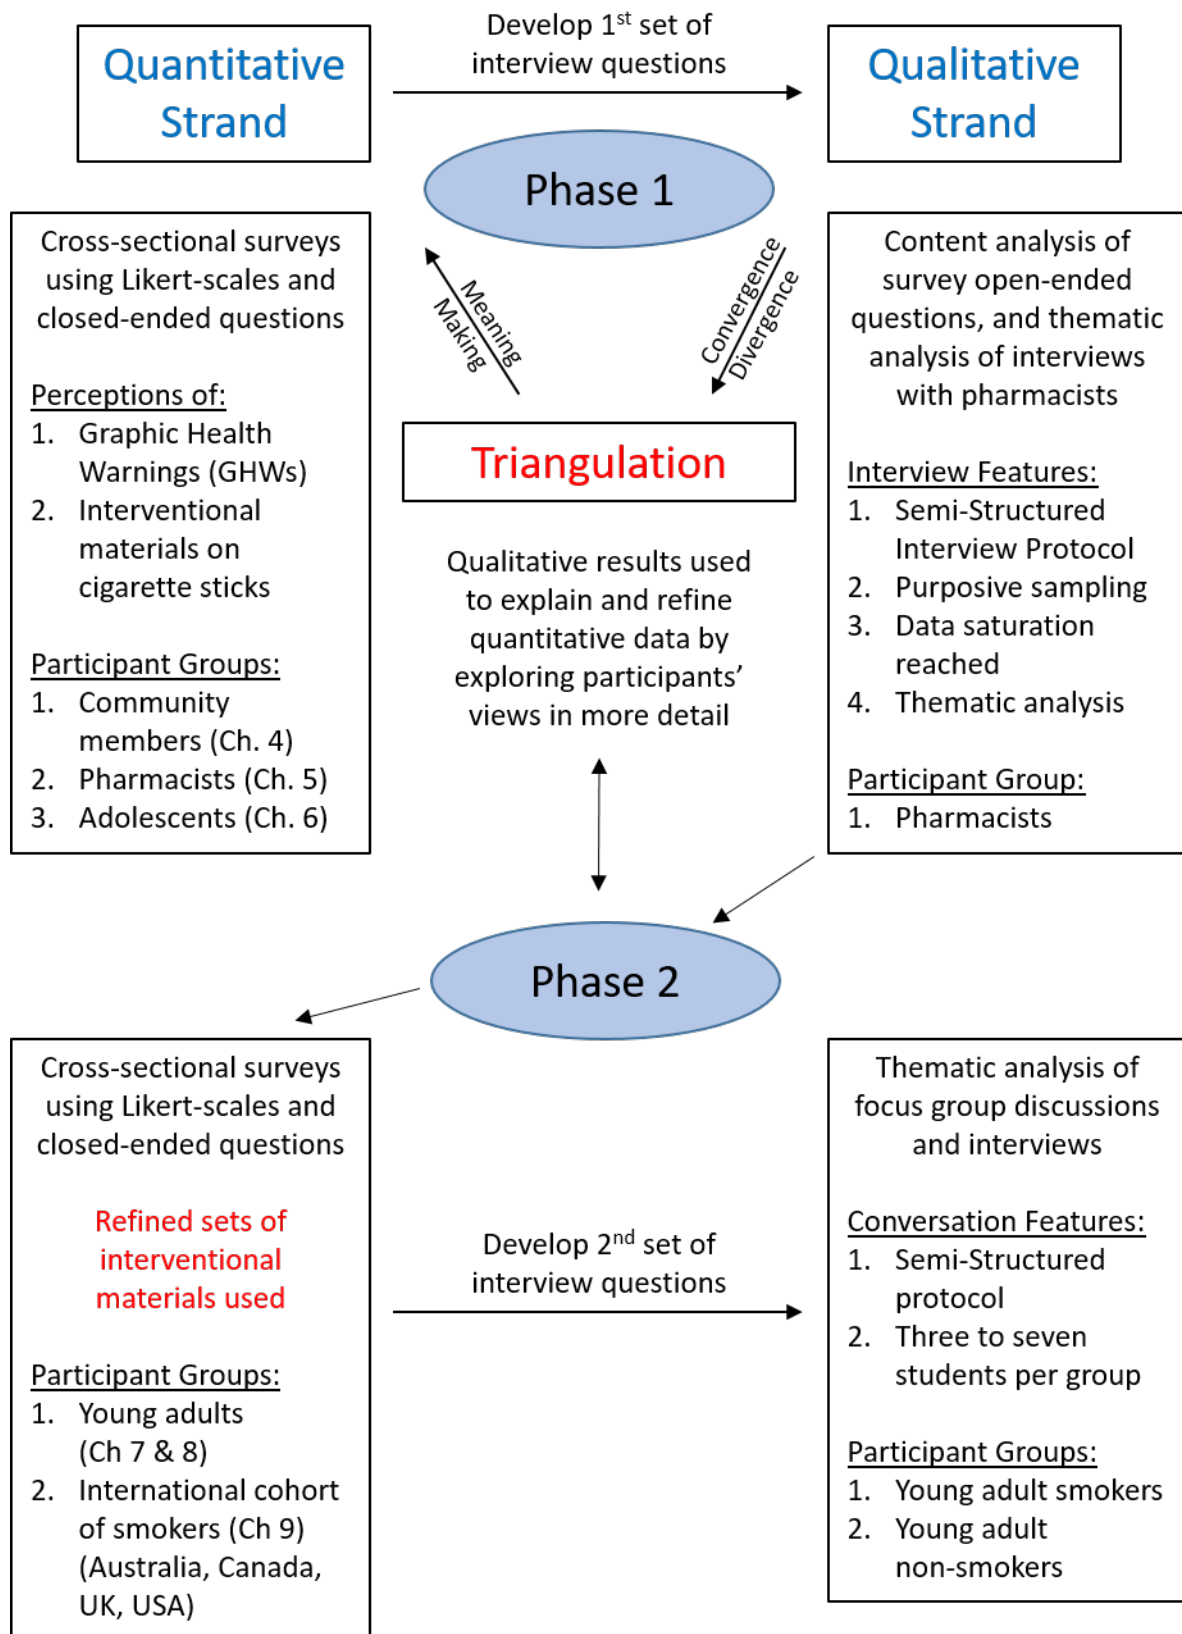 Quantitative
Strand
Develop 1st set of
interview questions
Qualitative
Strand
Phase 1
Cross-sectional surveys
using Likert-scales and
closed-ended questions
Perceptions of:
1. Graphic Health
Warnings (GHWs)
2. Interventional
materials on
cigarette sticks
Participant Groups:
1. Community
members (Ch. 4)
2. Pharmacists (Ch. 5)
3. Adolescents (Ch. 6)
Meaning
Making
Convergence
Divergence
Triangulation
Qualitative results used
to explain and refine
quantitative data by
exploring participants’
views in more detail
Content analysis of
survey open-ended
questions, and thematic
analysis of interviews
with pharmacists
Interview Features:
1. Semi-Structured
Interview Protocol
2. Purposive sampling
3. Data saturation
reached
4. Thematic analysis
Participant Group:
1. Pharmacists
Phase 2
Cross-sectional surveys
using Likert-scales and
closed-ended questions
Refined sets of
interventional
materials used
Participant Groups:
1. Young adults
(Ch 7 & 8)
2. International cohort
of smokers (Ch 9)
(Australia, Canada,
UK, USA)
Develop 2nd set of
interview questions
Thematic analysis of
focus group discussions
and interviews
Conversation Features:
1. Semi-Structured
protocol
2. Three to seven
students per group
Participant Groups:
1. Young adult smokers
2. Young adult
non-smokers